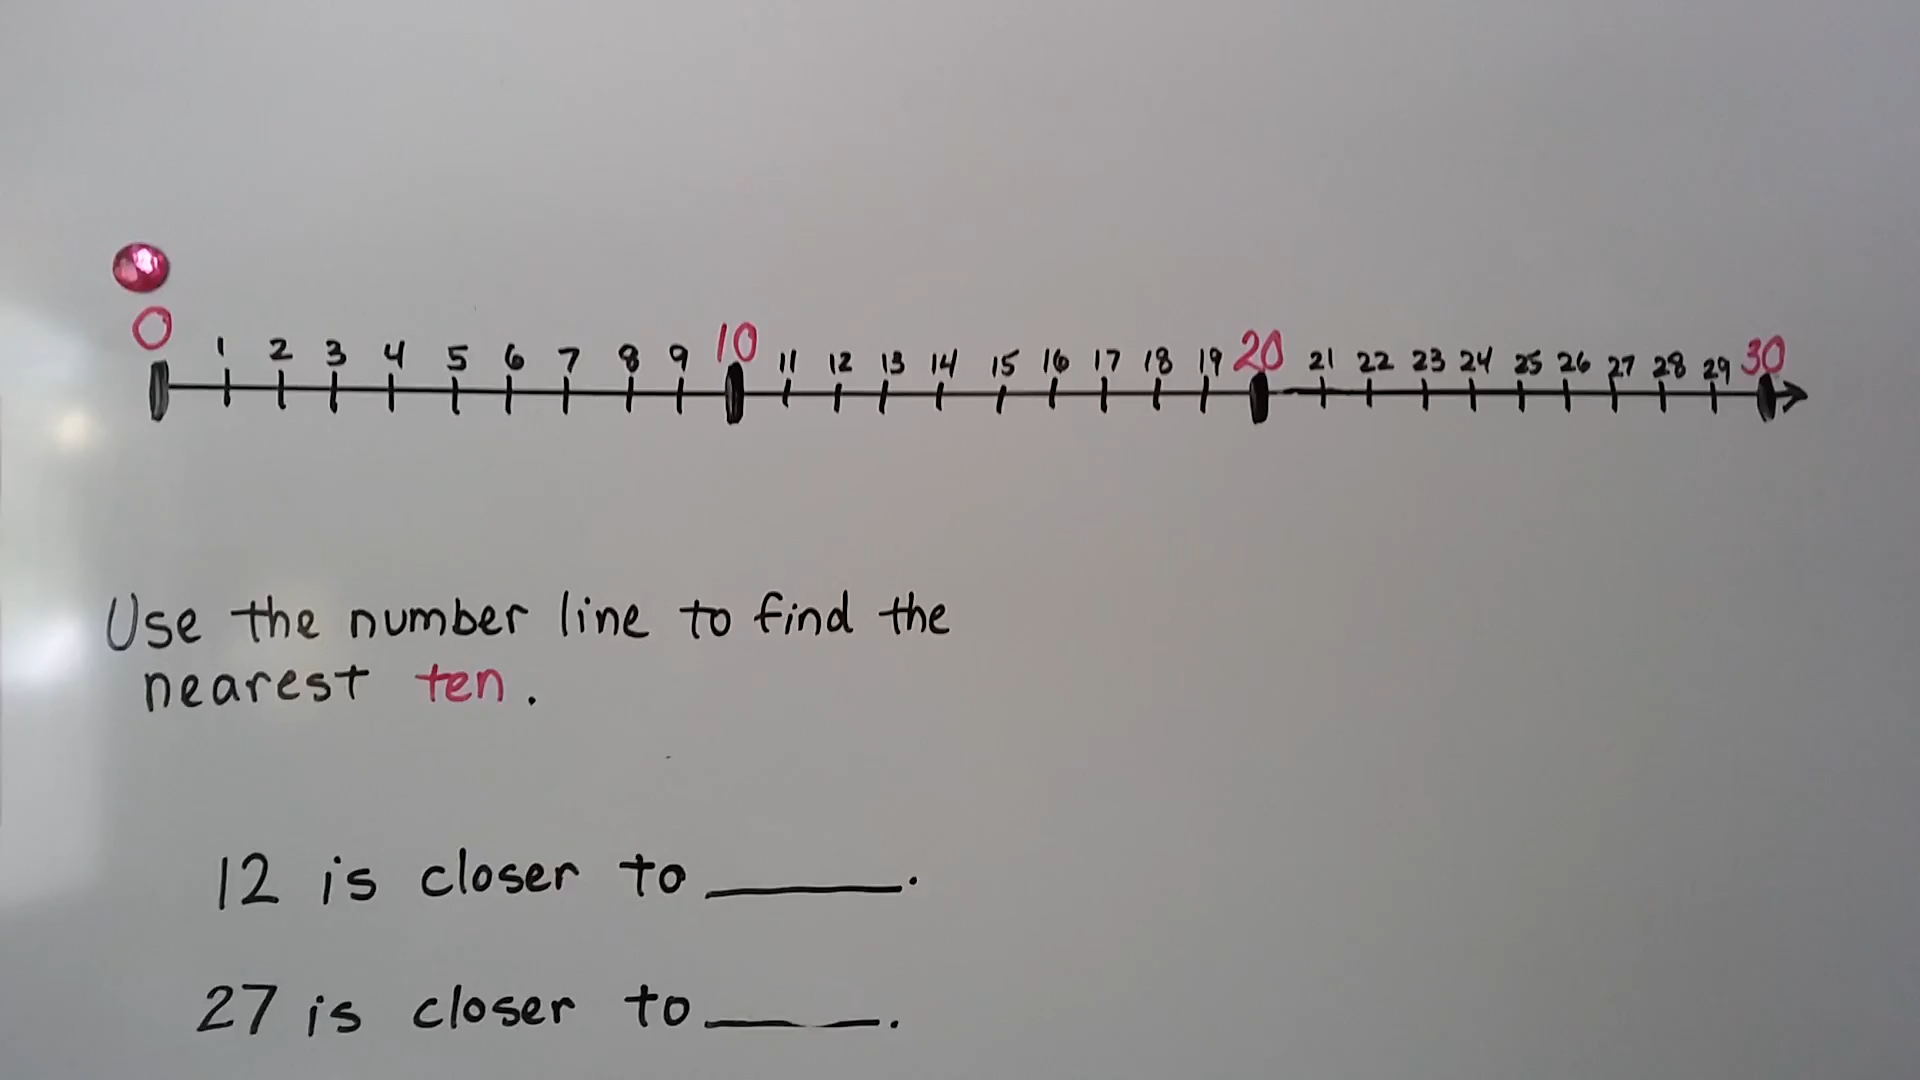 0 1 2 3 4 5 6 7 8 9 10 11 12 13 14 15 16 17 18 19 20 21 22 23 24 25 26 27 28 29 30
Use the number line to find the
nearest ten.
12 is closer to ______.
27 is closer to ______.